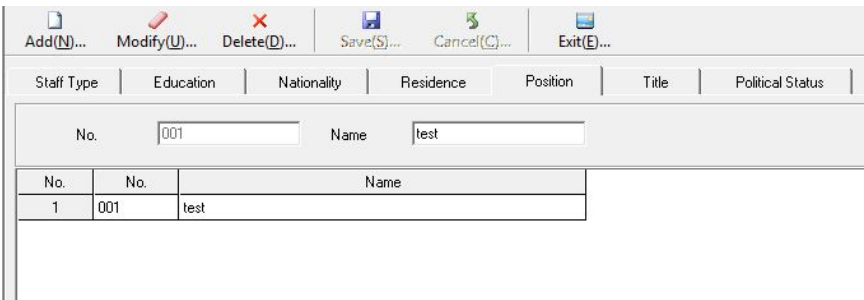 Add(N)... Modify(U)... Delete(D)... Save(S)... Cancel(C)... Exit(E)...
Staff Type Education Nationality Residence Position Title Political Status
No. 001 Name test
No. No. Name
1 001 test